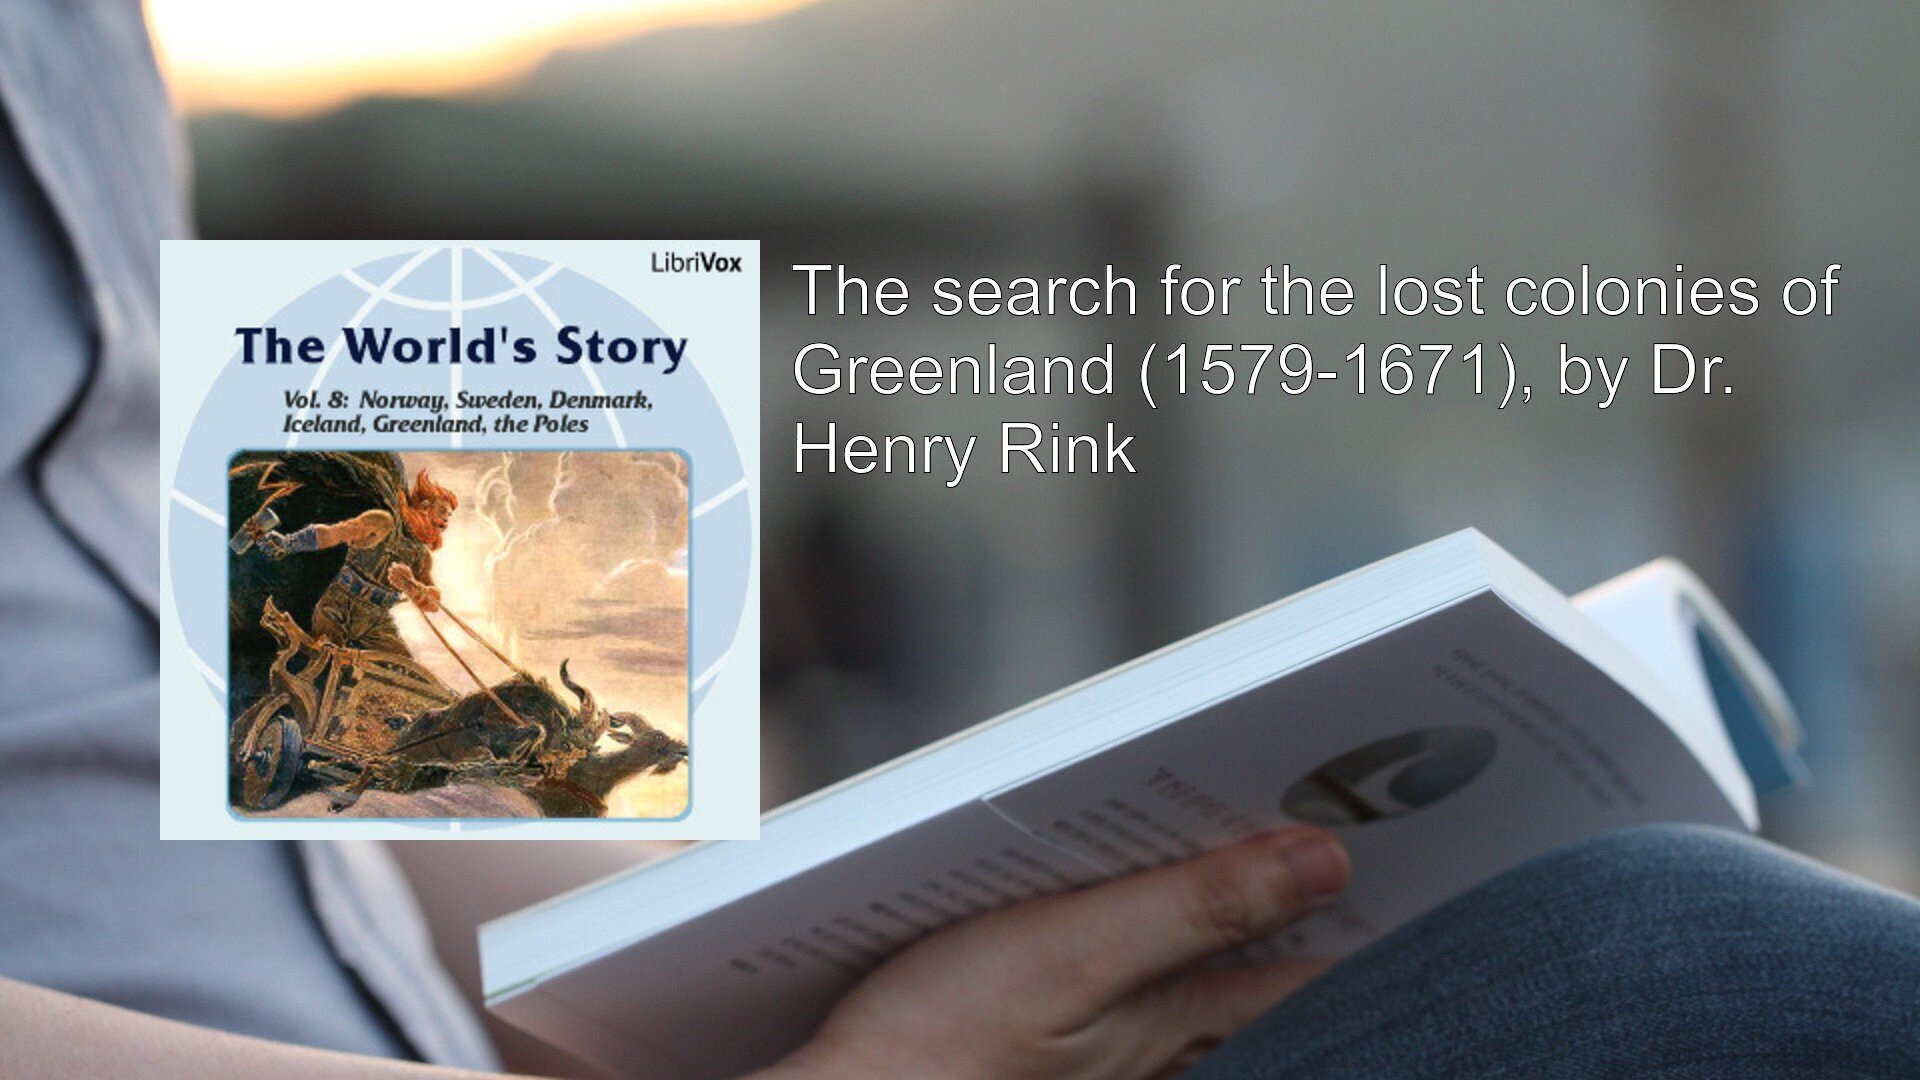 LibriVox
The World's Story
Vol. 8: Norway, Sweden, Denmark,
Iceland, Greenland, the Poles
The search for the lost colonies of
Greenland (1579-1671), by Dr.
Henry Rink